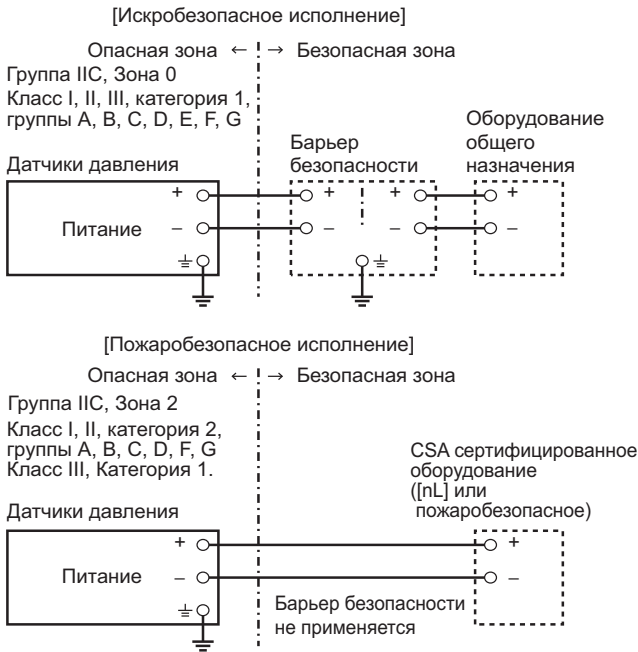 [Искробезопасное исполнение]
Опасная зона ← → Безопасная зона
Группа IIC, Зона 0
Класс I, II, III, категория 1,
группы A, B, C, D, E, F, G
Датчики давления
Барьер
безопасности
Оборудование
общего
назначения
+ + + +
Питание – – – –
[Пожаробезопасное исполнение]
Опасная зона ← → Безопасная зона
Группа IIC, Зона 2
Класс I, II, категория 2,
группы A, B, C, D, F, G
Класс III, Категория 1.
Датчики давления
CSA сертифицированное
оборудование
([nL] или
пожаробезопасное)
+ +
Питание – –
Барьер безопасности
не применяется